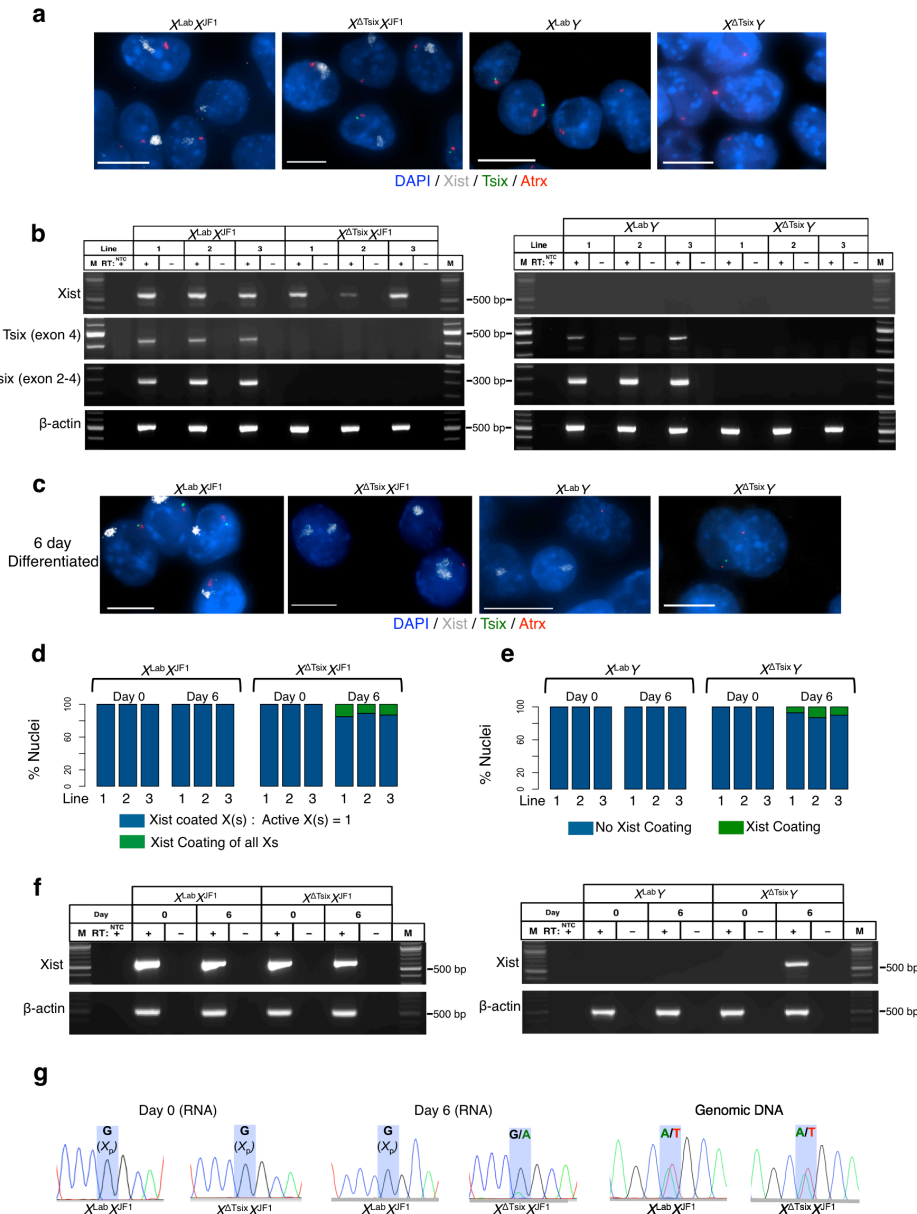 a
XLab XJF1
XΔTsix XJF1
XLab Y
XΔTsix Y
DAPI / Xist / Tsix / Atrx
b
XLab XJF1 XΔTsix XJF1
Line 1 2 3 1 2 3
M RT: NTC + + − + − + − + − + − + − M
Xist
500 bp
Tsix (exon 4)
500 bp
six (exon 2-4)
300 bp
β-actin
500 bp
XLab Y XΔTsix Y
Line 1 2 3 1 2 3
M RT: NTC + + − + − + − + − + − + − M
c
XLab XJF1
XΔTsix XJF1
XLab Y
XΔTsix Y
6 day
Differentiated
DAPI / Xist / Tsix / Atrx
d
XLab XJF1 XΔTsix XJF1
Day 0 Day 6 Day 0 Day 6
% Nuclei
100
60
20
0
Line 1 2 3 1 2 3 1 2 3 1 2 3
Xist coated X(s) : Active X(s) = 1
Xist Coating of all Xs
e
XLab Y XΔTsix Y
Day 0 Day 6 Day 0 Day 6
% Nuclei
100
60
20
0
Line 1 2 3 1 2 3 1 2 3 1 2 3
No Xist Coating
Xist Coating
f
XLab XJF1 XΔTsix XJF1
Day 0 6 0 6
M RT: NTC + + − + − + − + − M
Xist
500 bp
β-actin
500 bp
XLab Y XΔTsix Y
Day 0 6 0 6
M RT: NTC + + − + − + − + − M
Xist
500 bp
β-actin
500 bp
g
Day 0 (RNA)
Day 6 (RNA)
Genomic DNA
G
(Xp)
G
(Xp)
G
(Xp)
G/A
A/T
A/T
XLab XJF1
XΔTsix XJF1
XLab XJF1
XΔTsix XJF1
XLab XJF1
XΔTsix XJF1